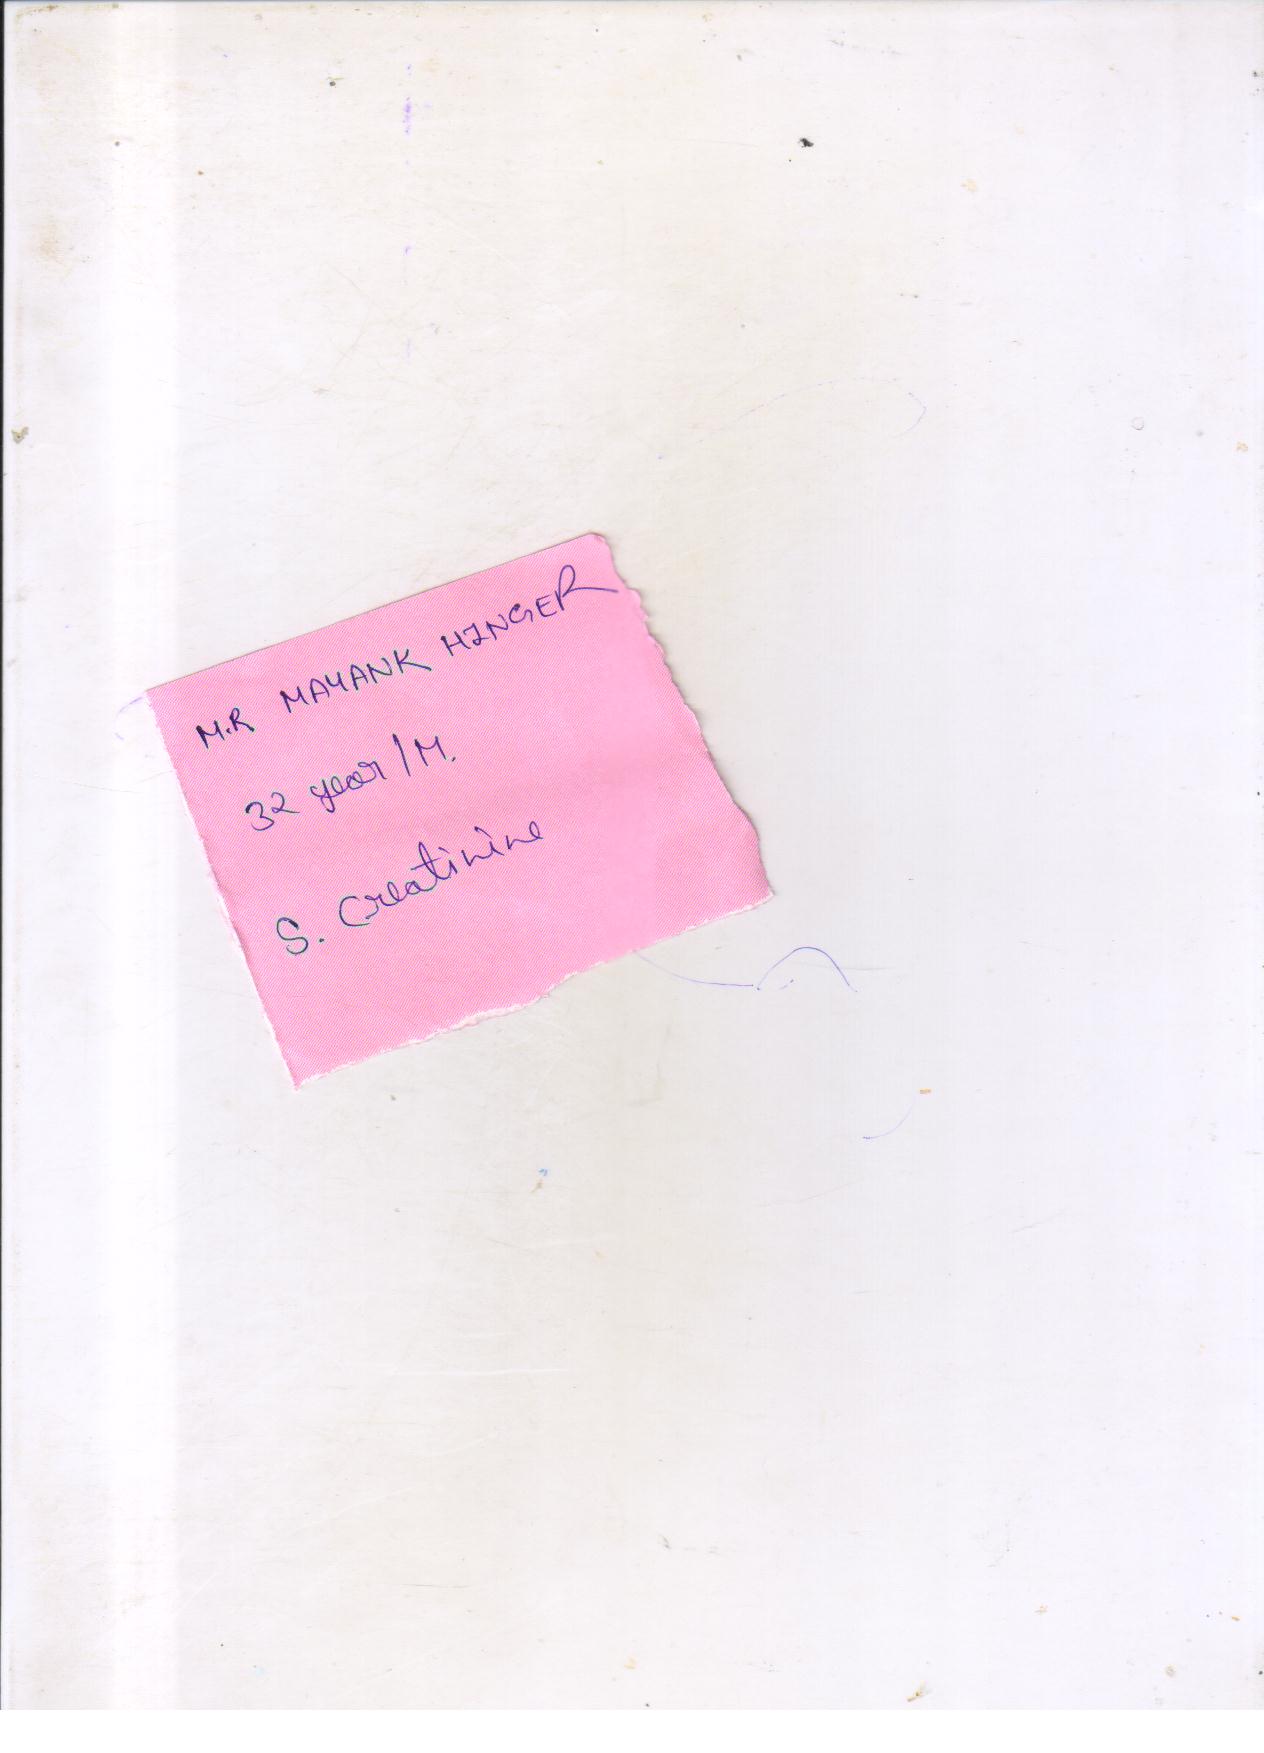 M.R MAYANK HINGER
32 year/M.
S. Creatinine